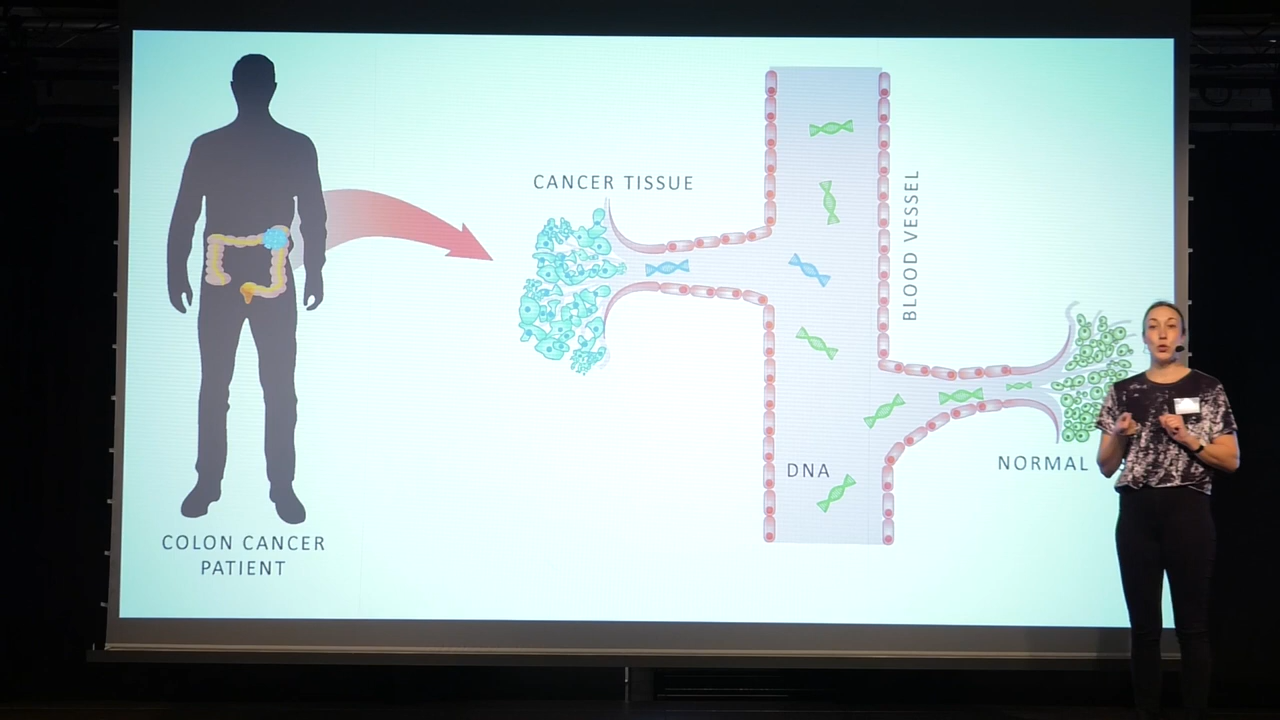 CANCER TISSUE
BLOOD VESSEL
DNA
NORMAL
COLON CANCER
PATIENT